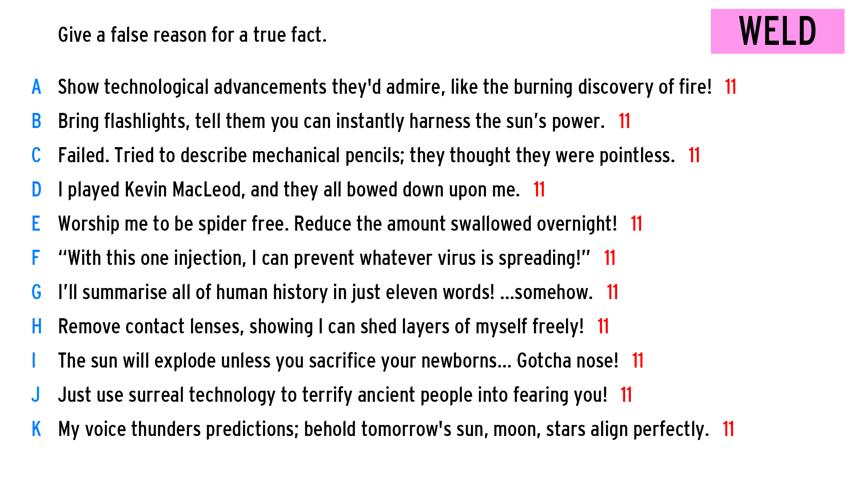 Give a false reason for a true fact.
WELD
A Show technological advancements they'd admire, like the burning discovery of fire! 11
B Bring flashlights, tell them you can instantly harness the sun’s power. 11
C Failed. Tried to describe mechanical pencils; they thought they were pointless. 11
D I played Kevin MacLeod, and they all bowed down upon me. 11
E Worship me to be spider free. Reduce the amount swallowed overnight! 11
F “With this one injection, I can prevent whatever virus is spreading!” 11
G I’ll summarise all of human history in just eleven words! ...somehow. 11
H Remove contact lenses, showing I can shed layers of myself freely! 11
I The sun will explode unless you sacrifice your newborns... Gotcha nose! 11
J Just use surreal technology to terrify ancient people into fearing you! 11
K My voice thunders predictions; behold tomorrow's sun, moon, stars align perfectly. 11